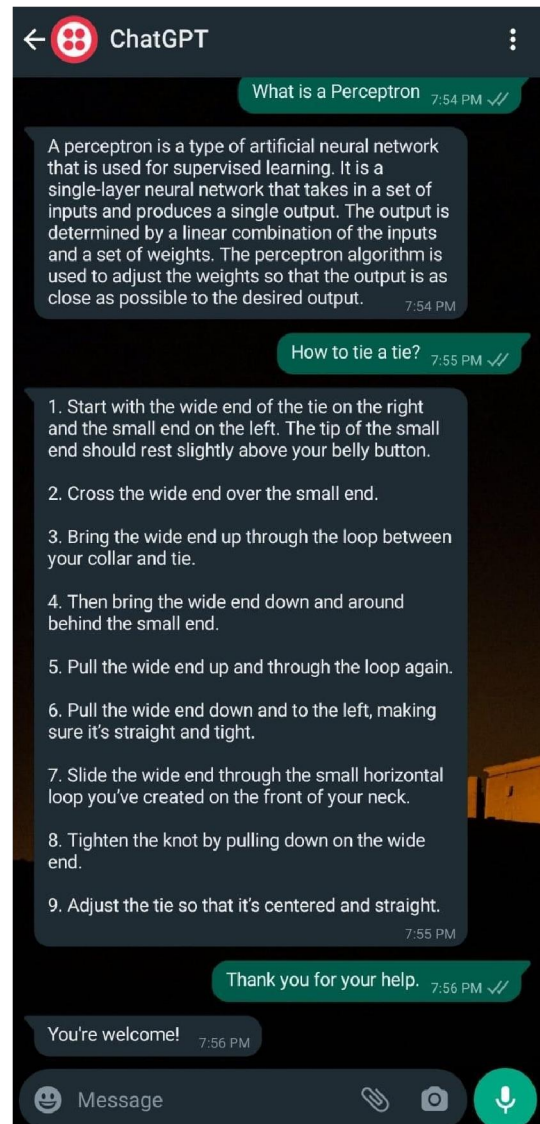 ChatGPT
What is a Perceptron 7:54 PM
A perceptron is a type of artificial neural network
that is used for supervised learning. It is a
single-layer neural network that takes in a set of
inputs and produces a single output. The output is
determined by a linear combination of the inputs
and a set of weights. The perceptron algorithm is
used to adjust the weights so that the output is as
close as possible to the desired output. 7:54 PM
How to tie a tie? 7:55 PM
1. Start with the wide end of the tie on the right
and the small end on the left. The tip of the small
end should rest slightly above your belly button.
2. Cross the wide end over the small end.
3. Bring the wide end up through the loop between
your collar and tie.
4. Then bring the wide end down and around
behind the small end.
5. Pull the wide end up and through the loop again.
6. Pull the wide end down and to the left, making
sure it's straight and tight.
7. Slide the wide end through the small horizontal
loop you've created on the front of your neck.
8. Tighten the knot by pulling down on the wide
end.
9. Adjust the tie so that it's centered and straight.
7:55 PM
Thank you for your help. 7:56 PM
You're welcome! 7:56 PM
Message